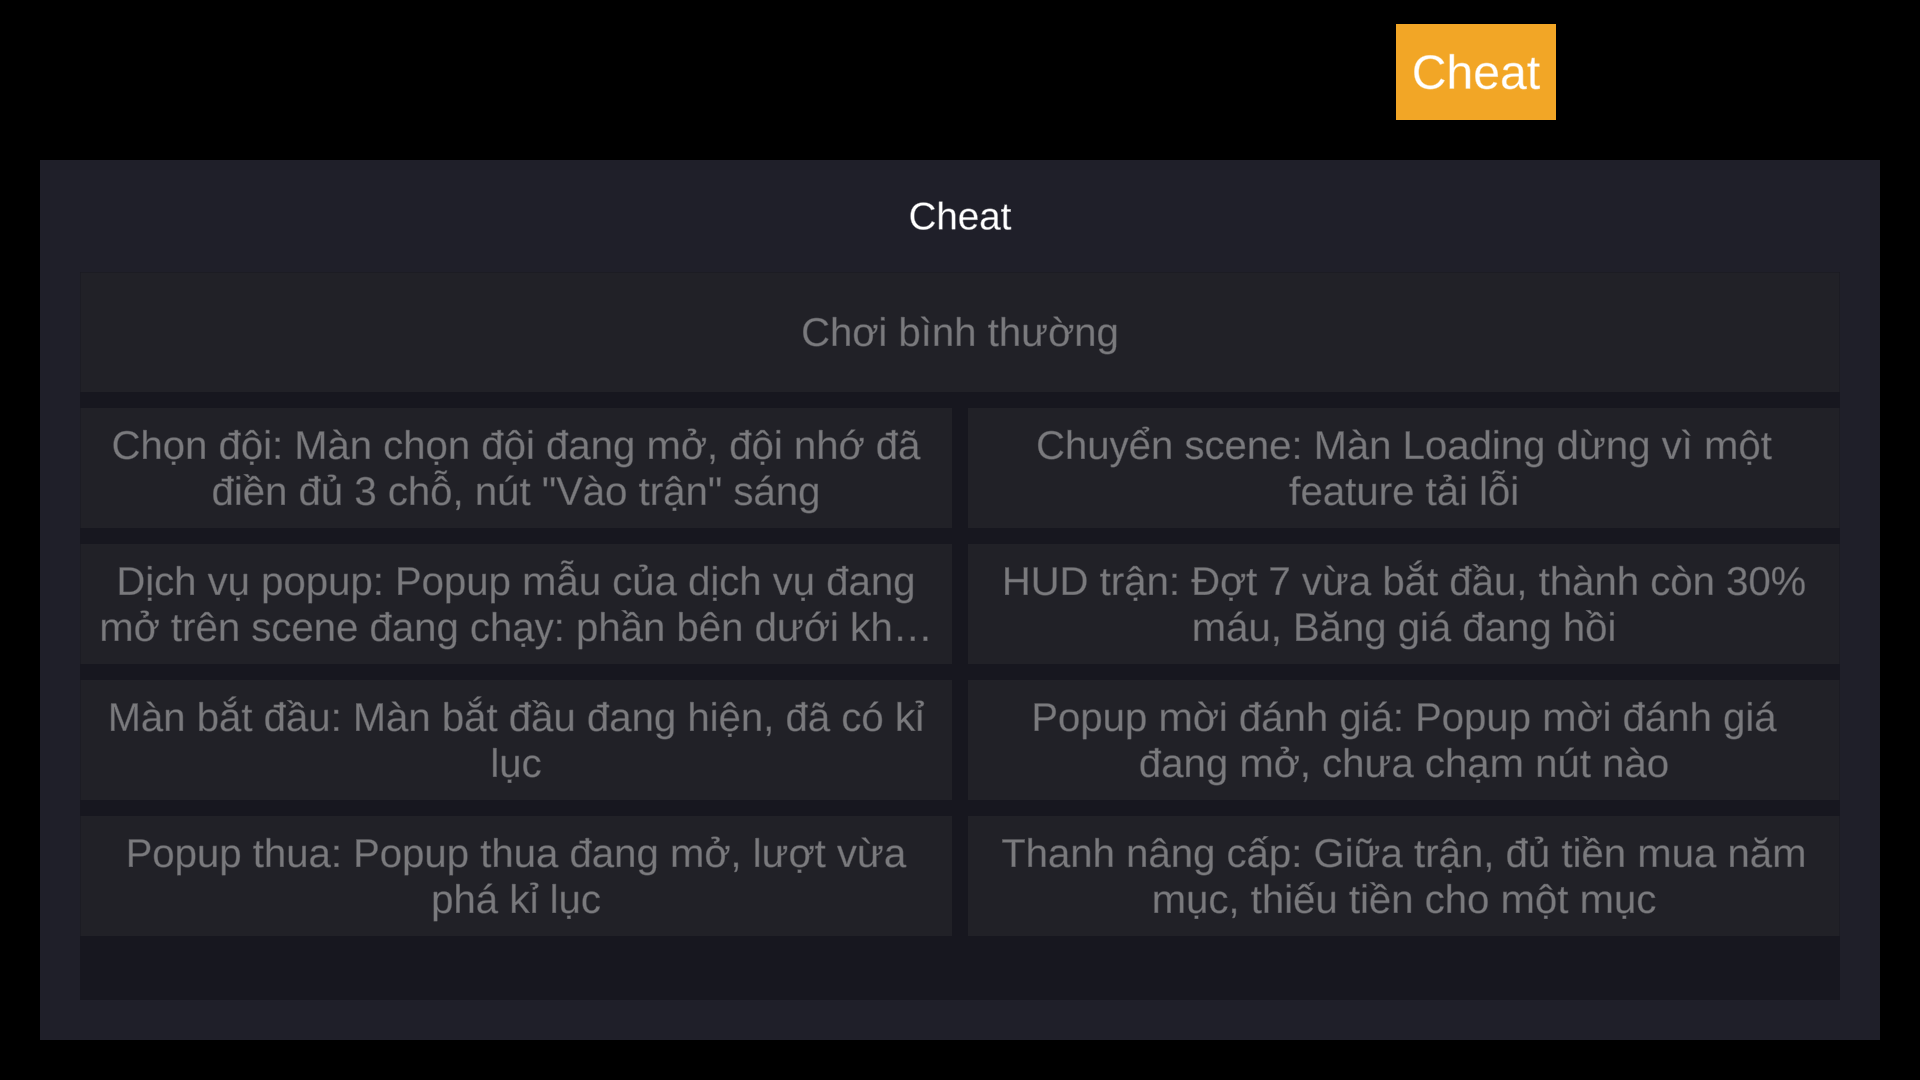 Cheat
Cheat
Chơi bình thường
Chọn đội: Màn chọn đội đang mở, đội nhớ đã
điền đủ 3 chỗ, nút "Vào trận" sáng
Chuyển scene: Màn Loading dừng vì một
feature tải lỗi
Dịch vụ popup: Popup mẫu của dịch vụ đang
mở trên scene đang chạy: phần bên dưới kh…
HUD trận: Đợt 7 vừa bắt đầu, thành còn 30%
máu, Băng giá đang hồi
Màn bắt đầu: Màn bắt đầu đang hiện, đã có kỉ
lục
Popup mời đánh giá: Popup mời đánh giá
đang mở, chưa chạm nút nào
Popup thua: Popup thua đang mở, lượt vừa
phá kỉ lục
Thanh nâng cấp: Giữa trận, đủ tiền mua năm
mục, thiếu tiền cho một mục